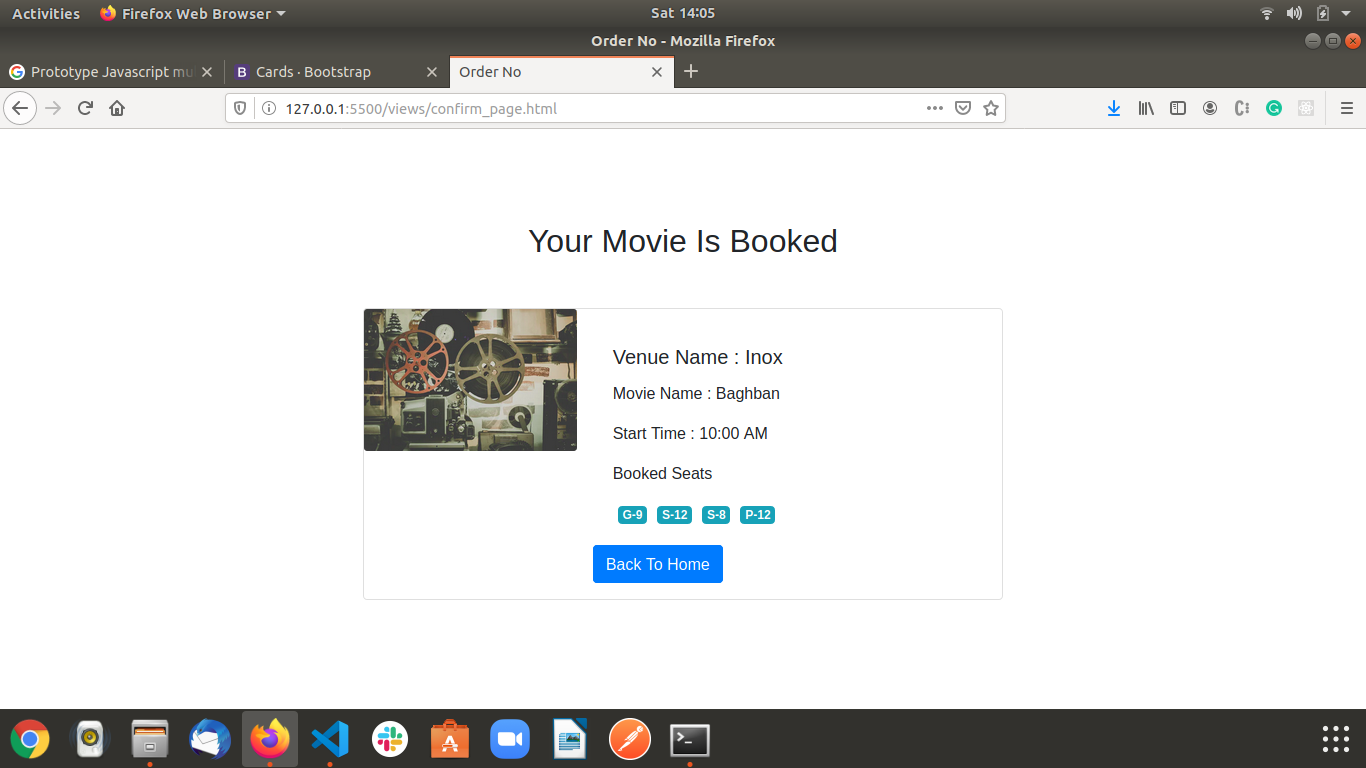 Activities Firefox Web Browser Sat 14:05
Order No - Mozilla Firefox
Prototype Javascript mu B Cards · Bootstrap Order No
127.0.0.1:5500/views/confirm_page.html
Your Movie Is Booked
Venue Name : Inox
Movie Name : Baghban
Start Time : 10:00 AM
Booked Seats
G-9 S-12 S-8 P-12
Back To Home